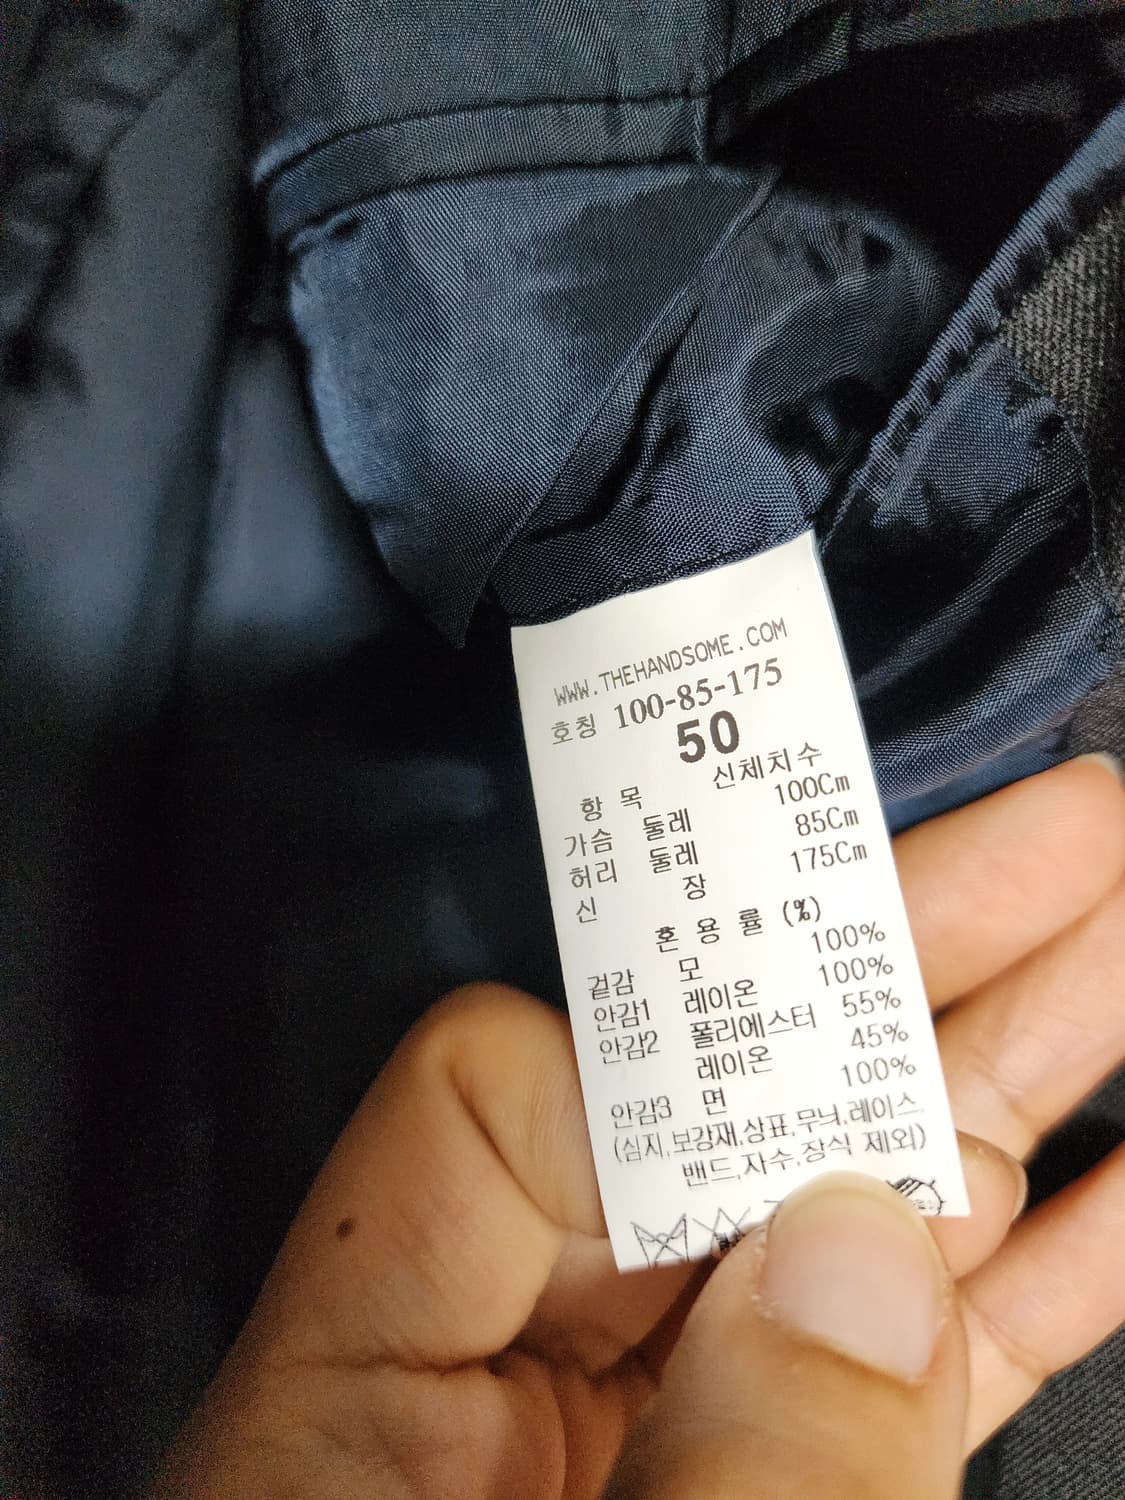 WWW.THEHANDSOME.COM
호칭 100-85-175
50
항 목 신체치수
가슴 둘레 100Cm
허리 둘레 85Cm
신 장 175Cm
혼 용 률 (%)
겉감 모 100%
안감1 레이온 100%
안감2 폴리에스터 55%
레이온 45%
안감3 면 100%
(심지,보강재,상표,무늬,레이스,
밴드,자수,장식 제외)